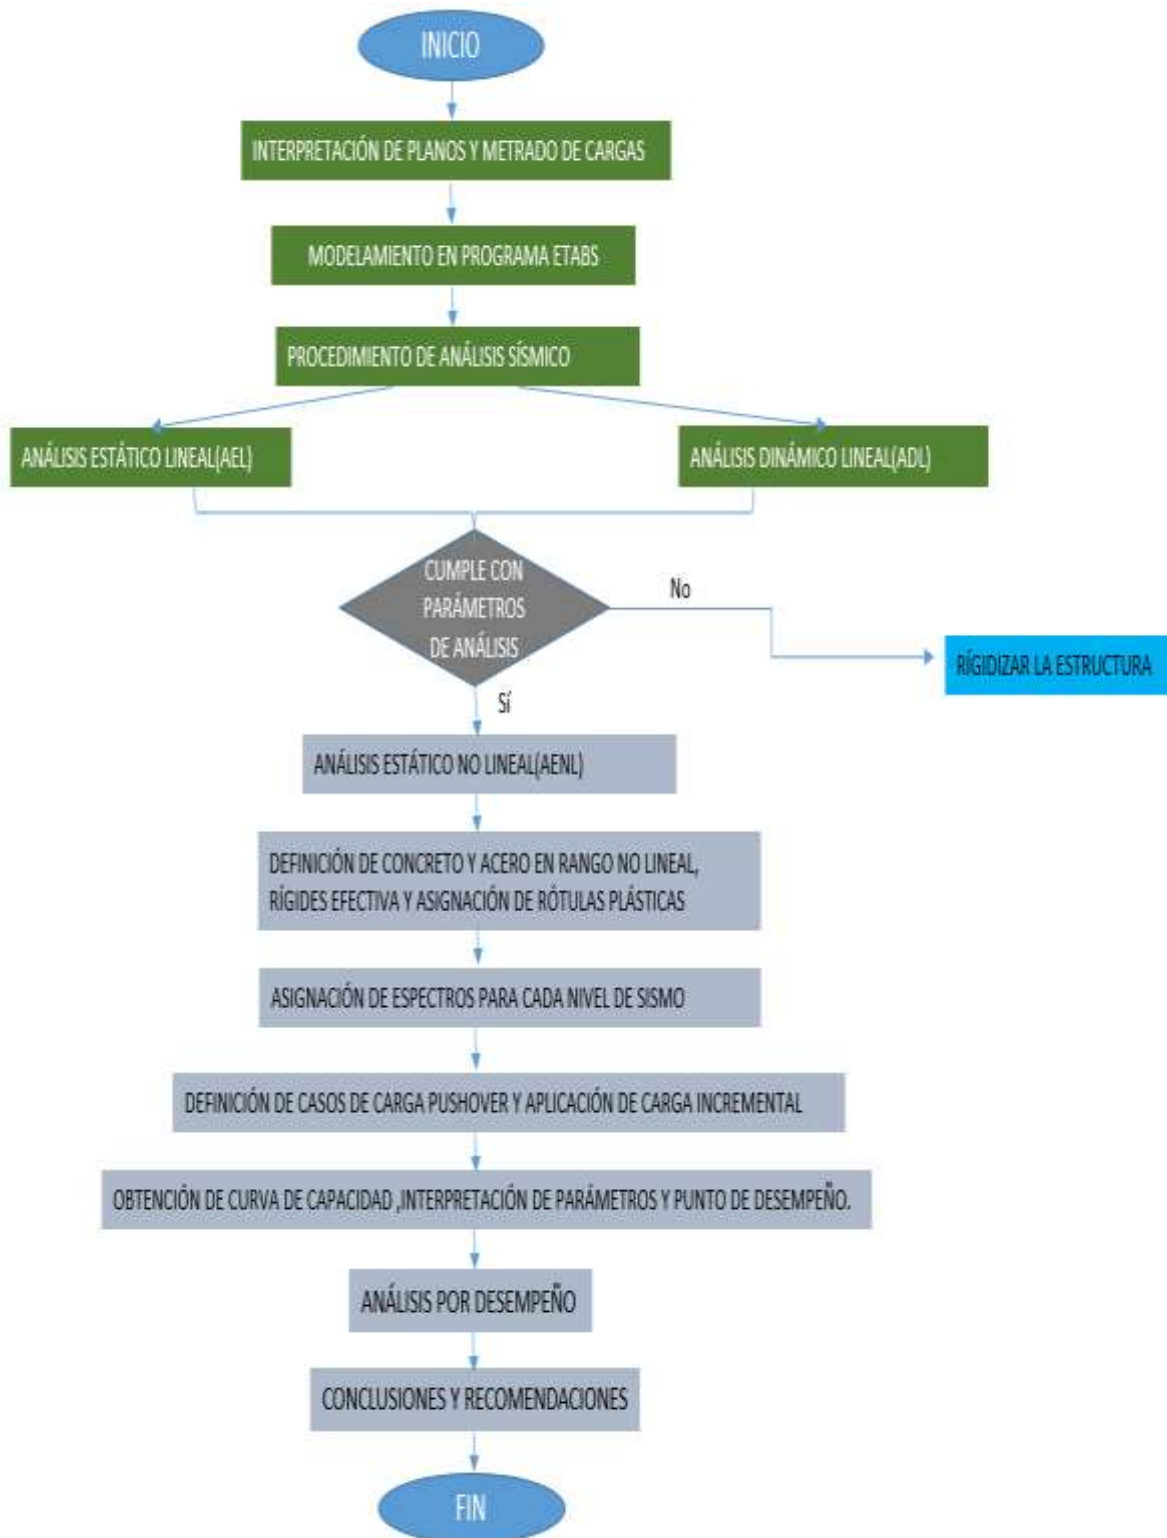 INICIO
INTERPRETACIÓN DE PLANOS Y METRADO DE CARGAS
MODELAMIENTO EN PROGRAMA ETABS
PROCEDIMIENTO DE ANÁLISIS SÍSMICO
ANÁLISIS ESTÁTICO LINEAL(AEL)
ANÁLISIS DINÁMICO LINEAL(ADL)
CUMPLE CON
PARÁMETROS
DE ANÁLISIS
No
RÍGIDIZAR LA ESTRUCTURA
Sí
ANÁLISIS ESTÁTICO NO LINEAL(AENL)
DEFINICIÓN DE CONCRETO Y ACERO EN RANGO NO LINEAL,
RÍGIDES EFECTIVA Y ASIGNACIÓN DE RÓTULAS PLÁSTICAS
ASIGNACIÓN DE ESPECTROS PARA CADA NIVEL DE SISMO
DEFINICIÓN DE CASOS DE CARGA PUSHOVER Y APLICACIÓN DE CARGA INCREMENTAL
OBTENCIÓN DE CURVA DE CAPACIDAD ,INTERPRETACIÓN DE PARÁMETROS Y PUNTO DE DESEMPEÑO.
ANÁLISIS POR DESEMPEÑO
CONCLUSIONES Y RECOMENDACIONES
FIN